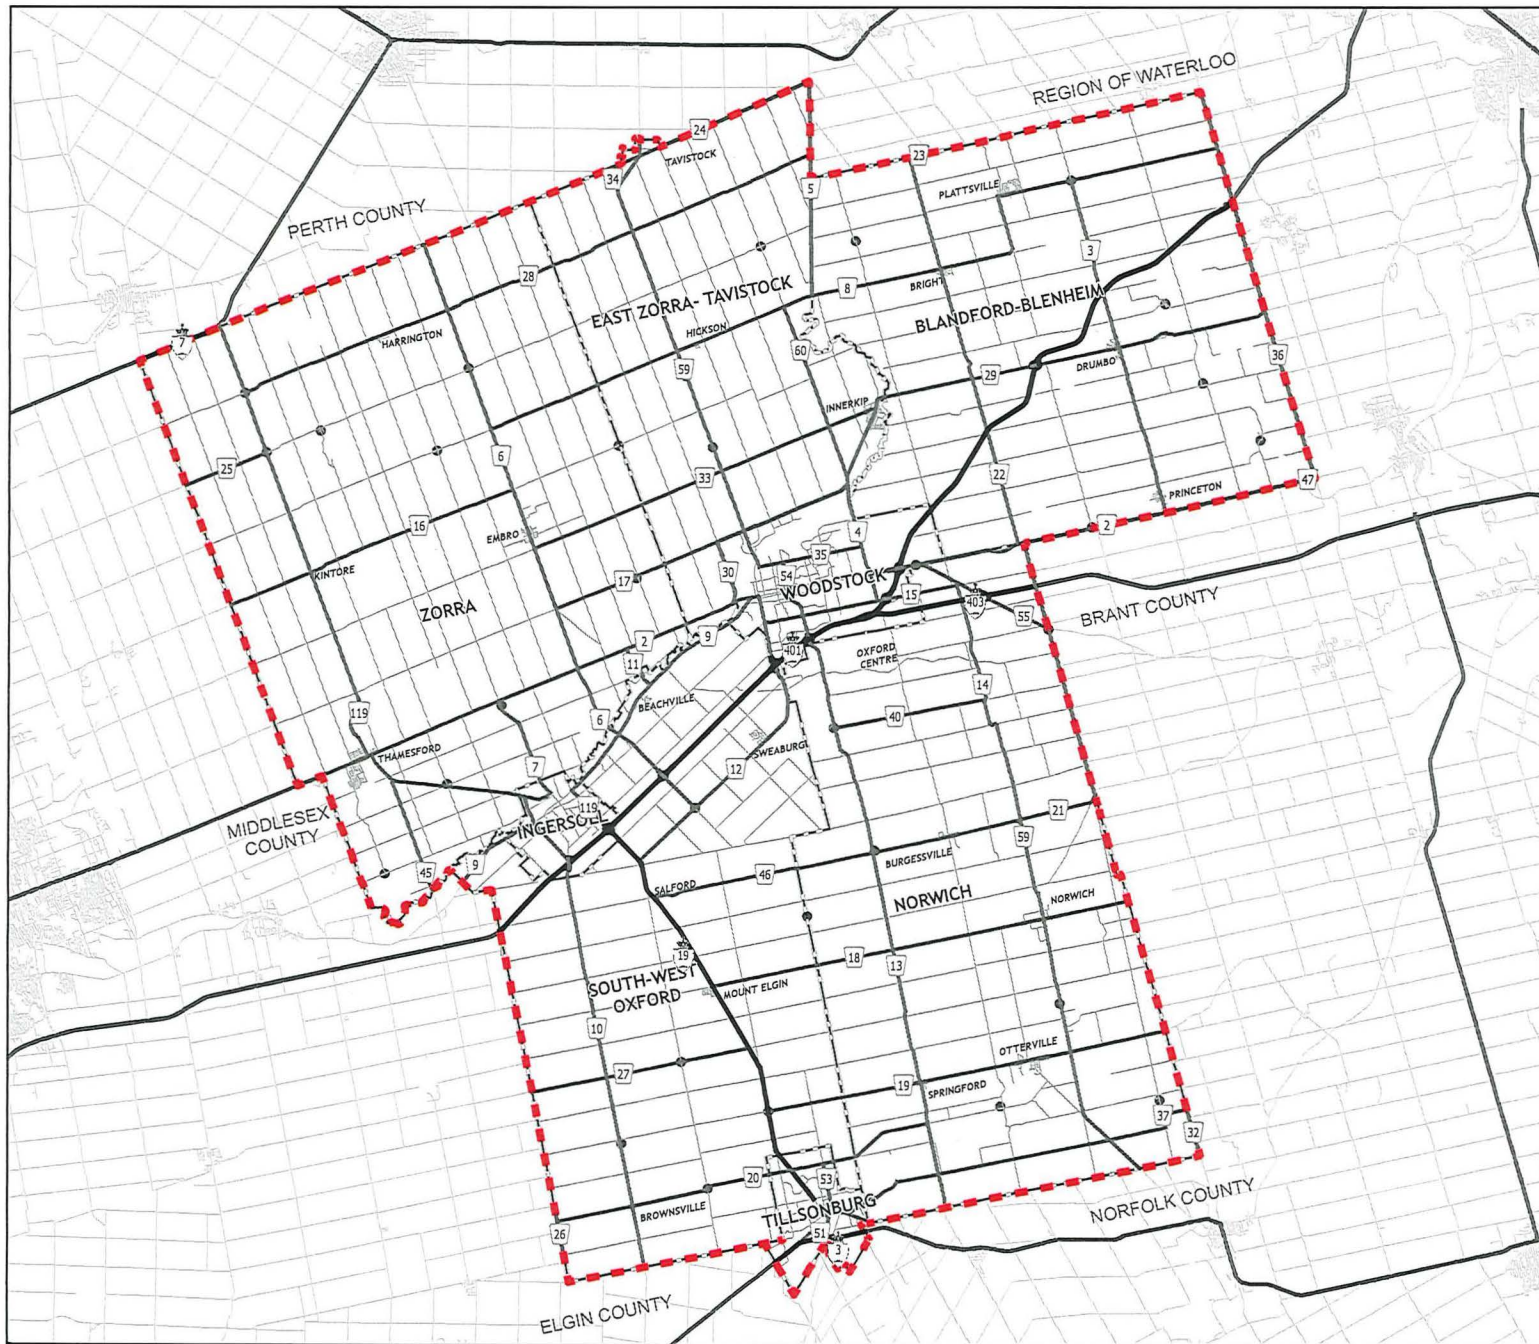 REGION OF WATERLOO
24
TAVISTOCK
23
34
5
PLATTSVILLE
PERTH COUNTY
3
28
EAST ZORRA- TAVISTOCK
8
BRIGHT
BLANDFORD-BLENHEIM
7
HARRINGTON
HICKSON
60
36
59
29
DRUMBO
INNERKIP
25
6
33
22
47
PRINCETON
16
2
EMBRO
4
35
KINTORE
30
54
17
WOODSTOCK
15
403
ZORRA
55
BRANT COUNTY
2
9
401
OXFORD
CENTRE
11
14
BEACHVILLE
119
6
40
THAMESFORD
SWEABURG
7
12
119
21
MIDDLESEX
COUNTY
INGERSOLL
59
9
BURGESSVILLE
45
46
SALFORD
NORWICH
NORWICH
19
18
13
SOUTH-WEST
OXFORD
MOUNT ELGIN
10
OTTERVILLE
27
19
SPRINGFORD
37
32
20
53
BROWNSVILLE
TILLSONBURG
NORFOLK COUNTY
26
51
3
ELGIN COUNTY